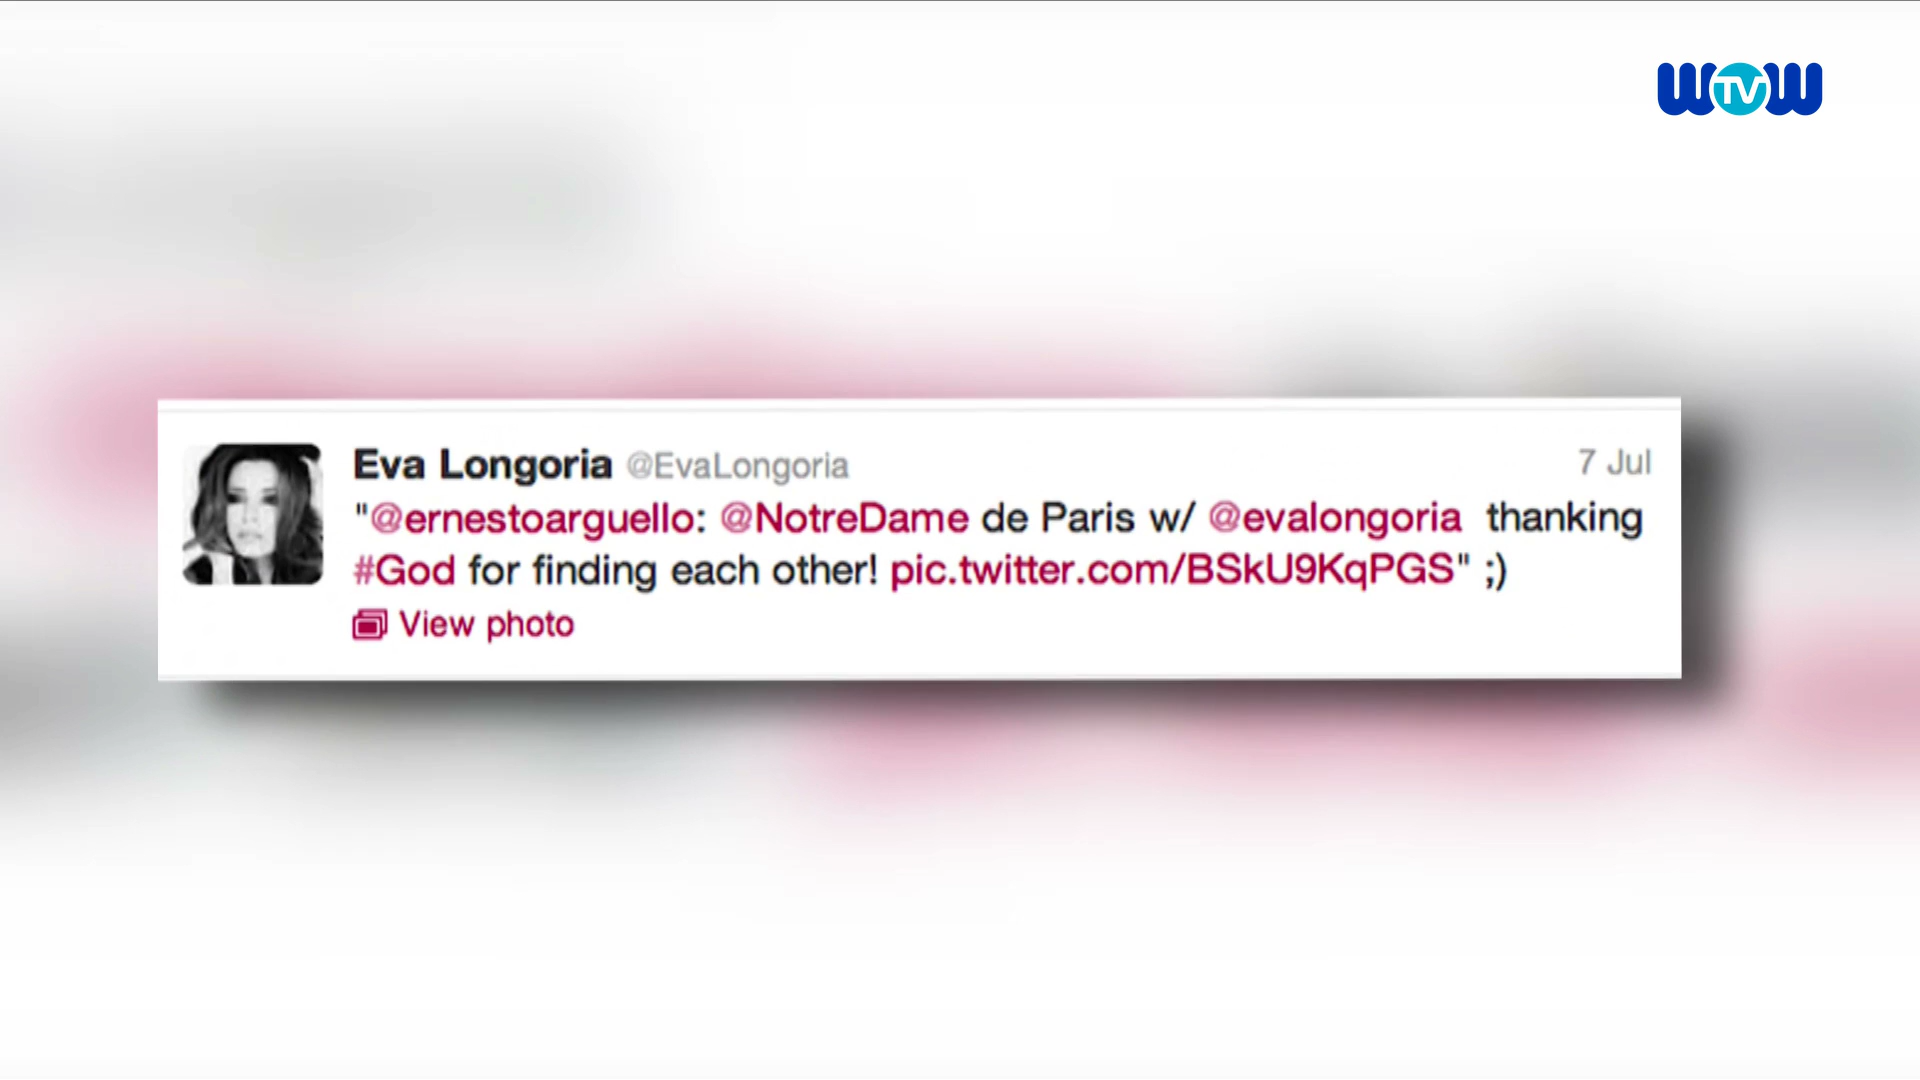 WTVW
Eva Longoria @EvaLongoria 7 Jul
"@ernestoarguello: @NotreDame de Paris w/ @evalongoria thanking
#God for finding each other! pic.twitter.com/BSkU9KqPGS" ;)
View photo